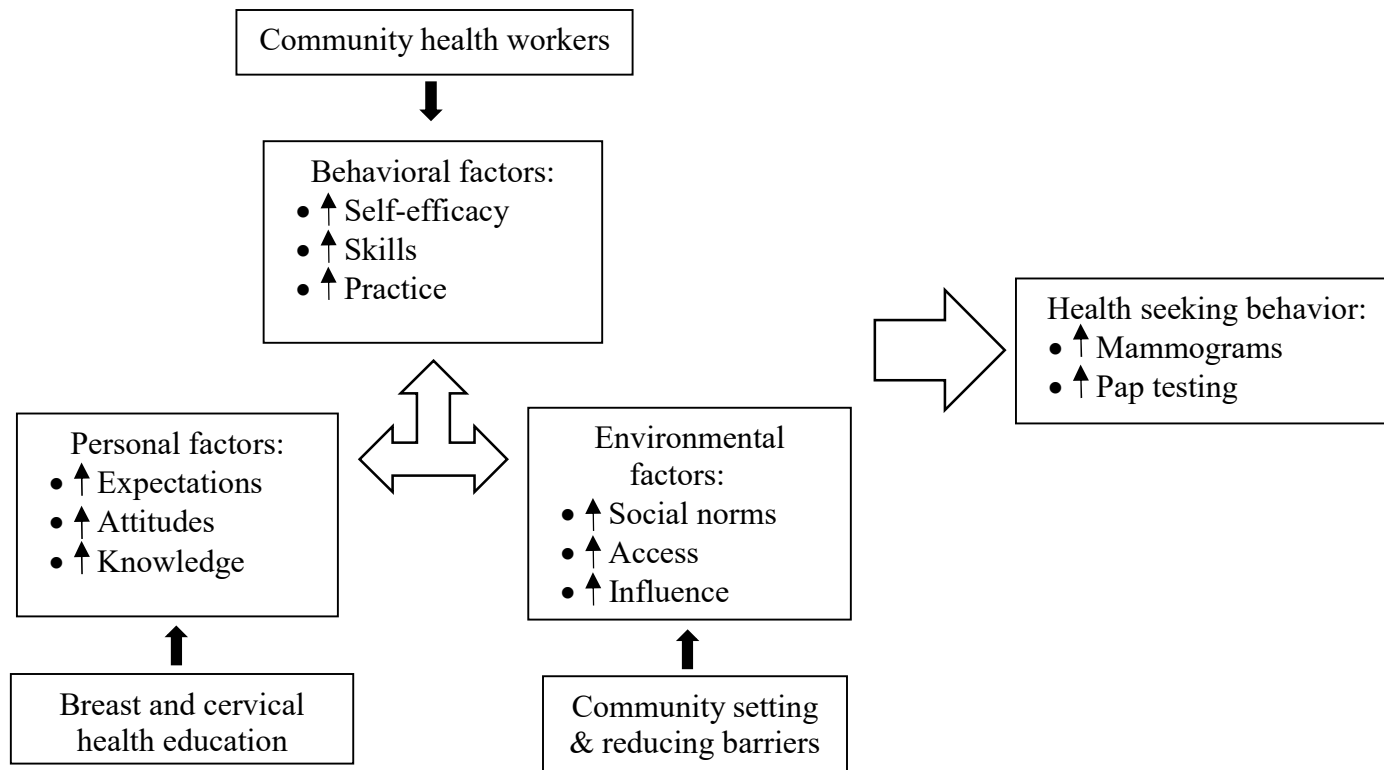 Community health workers
Behavioral factors:
• ↑ Self-efficacy
• ↑ Skills
• ↑ Practice
Health seeking behavior:
• ↑ Mammograms
• ↑ Pap testing
Personal factors:
• ↑ Expectations
• ↑ Attitudes
• ↑ Knowledge
Environmental
factors:
• ↑ Social norms
• ↑ Access
• ↑ Influence
Breast and cervical
health education
Community setting
& reducing barriers